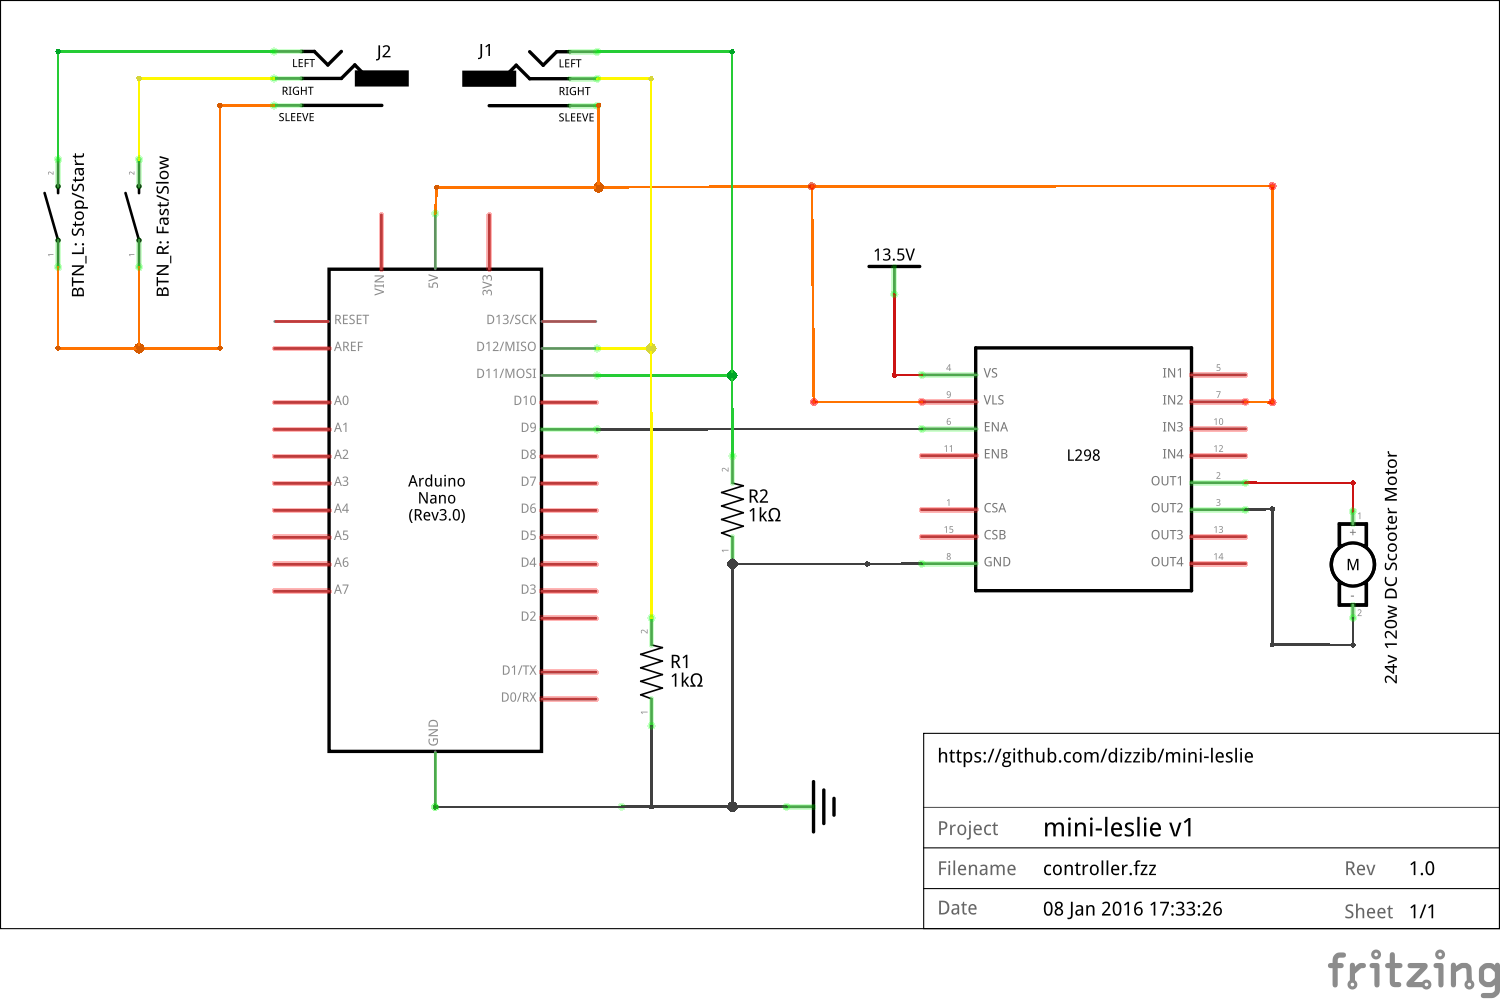 J2
J1
LEFT
RIGHT
SLEEVE
LEFT
RIGHT
SLEEVE
2
1
BTN_L: Stop/Start
2
1
BTN_R: Fast/Slow
VIN
5V
3V3
RESET
AREF
A0
A1
A2
A3
A4
A5
A6
A7
Arduino
Nano
(Rev3.0)
D13/SCK
D12/MISO
D11/MOSI
D10
D9
D8
D7
D6
D5
D4
D3
D2
D1/TX
D0/RX
GND
2
R2
1kΩ
1
2
R1
1kΩ
1
13.5V
4 VS
9 VLS
6 ENA
11 ENB
1 CSA
15 CSB
8 GND
L298
IN1 5
IN2 7
IN3 10
IN4 12
OUT1 2
OUT2 3
OUT3 13
OUT4 14
1
+
M
-
2
24v 120w DC Scooter Motor
https://github.com/dizzib/mini-leslie
Project mini-leslie v1
Filename controller.fzz Rev 1.0
Date 08 Jan 2016 17:33:26 Sheet 1/1
fritzing